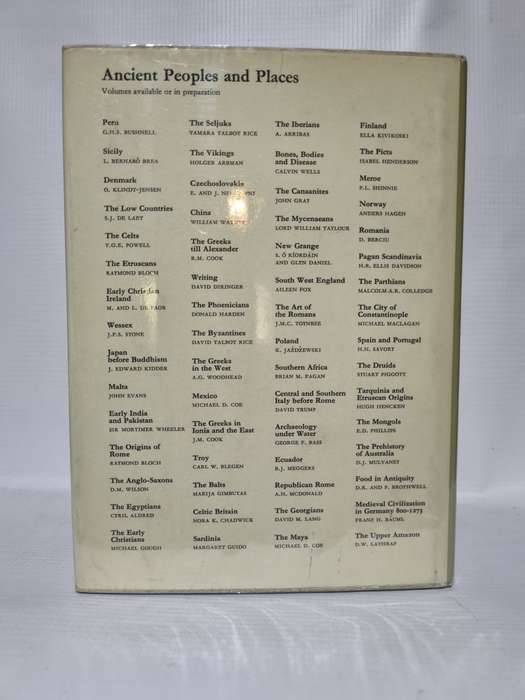 Ancient Peoples and Places
Volumes available or in preparation
Peru
G.H.S. BUSHNELL
Sicily
L. BERNABÒ BREA
Denmark
O. KLINDT-JENSEN
The Low Countries
S.J. DE LAET
The Celts
T.G.E. POWELL
The Etruscans
RAYMOND BLOCH
Early Christian
Ireland
M. AND L. DE PAOR
Wessex
J.F.S. STONE
Japan
before Buddhism
J. EDWARD KIDDER
Malta
JOHN EVANS
Early India
and Pakistan
SIR MORTIMER WHEELER
The Origins of
Rome
RAYMOND BLOCH
The Anglo-Saxons
D.M. WILSON
The Egyptians
CYRIL ALDRED
The Early
Christians
MICHAEL GOUGH
The Seljuks
TAMARA TALBOT RICE
The Vikings
HOLGER ARBMAN
Czechoslovakia
E. AND J.
China
WILLIAM
The Greeks
till Alexander
R.M. COOK
Writing
DAVID DIRINGER
The Phoenicians
DONALD HARDEN
The Byzantines
DAVID TALBOT RICE
The Greeks
in the West
A.G. WOODHEAD
Mexico
MICHAEL D. COE
The Greeks in
Ionia and the East
J.M. COOK
Troy
CARL W. BLEGEN
The Balts
MARIJA GIMBUTAS
Celtic Britain
NORA K. CHADWICK
Sardinia
MARGARET GUIDO
The Iberians
A. ARRIBAS
Bones, Bodies
and Disease
CALVIN WELLS
The Canaanites
JOHN GRAY
The Mycenaeans
LORD WILLIAM TAYLOUR
New Grange
S. Ó RÍORDÁIN
AND GLYN DANIEL
South West England
AILEEN FOX
The Art of
the Romans
J.M.C. TOYNBEE
Poland
K. JAŻDŻEWSKI
Southern Africa
BRIAN M. FAGAN
Central and Southern
Italy before Rome
DAVID TRUMP
Archaeology
under Water
GEORGE F. BASS
Ecuador
B.J. MEGGERS
Republican Rome
A.H. MCDONALD
The Georgians
DAVID M. LANG
The Maya
MICHAEL D. COE
Finland
ELLA KIVIKOSKI
The Picts
ISABEL HENDERSON
Meroe
P.L. SHINNIE
Norway
ANDERS HAGEN
Romania
D. BERCIU
Pagan Scandinavia
H.R. ELLIS DAVIDSON
The Parthians
MALCOLM A.R. COLLEDGE
The City of
Constantinople
MICHAEL MACLAGAN
Spain and Portugal
H.N. SAVORY
The Druids
STUART PIGGOTT
Tarquinia and
Etruscan Origins
HUGH HENCKEN
The Mongols
E.D. PHILLIPS
The Prehistory
of Australia
D.J. MULVANEY
Food in Antiquity
D.R. AND P. BROTHWELL
Medieval Civilization
in Germany 800-1273
FRANZ H. BÄUML
The Upper Amazon
D.W. LATHRAP